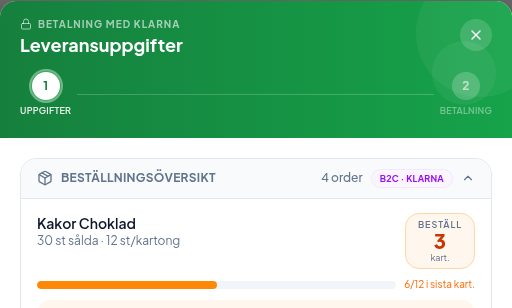 BETALNING MED KLARNA
Leveransuppgifter
1
2
UPPGIFTER
BETALNING
BESTÄLLNINGSÖVERSIKT
4 order
B2C · KLARNA
Kakor Choklad
30 st sålda · 12 st/kartong
BESTÄLL
3
kart.
6/12 i sista kart.